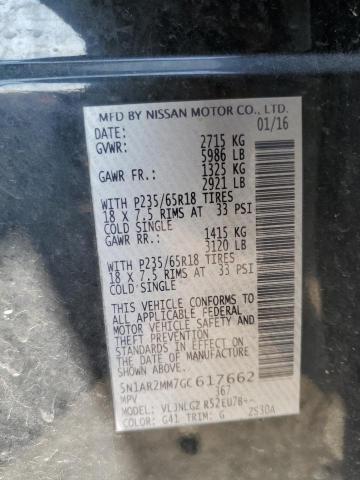 MFD BY NISSAN MOTOR CO., LTD.
DATE: 01/16
GVWR: 2715 KG
5986 LB
GAWR FR.: 1325 KG
2921 LB
WITH P235/65R18 TIRES
18 X 7.5 RIMS AT 33 PSI
COLD SINGLE
GAWR RR.: 1415 KG
3120 LB
WITH P235/65R18 TIRES
18 X 7.5 RIMS AT 33 PSI
COLD SINGLE
THIS VEHICLE CONFORMS TO
ALL APPLICABLE FEDERAL
MOTOR VEHICLE SAFETY
AND THEFT PREVENTION
STANDARDS IN EFFECT ON
THE DATE OF MANUFACTURE
SHOWN ABOVE.
5N1AR2MM7GC617662
MPV 367
MODEL:
COLOR: G41 TRIM: G 2S30A